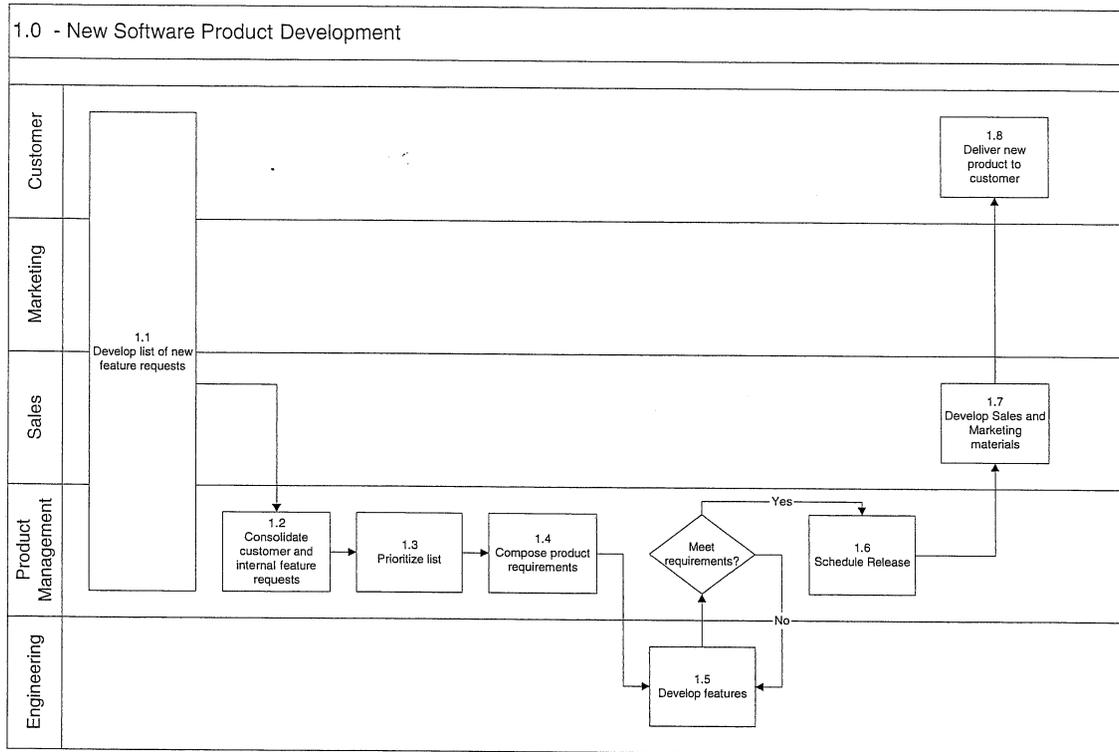 1.0 - New Software Product Development
Customer
Marketing
Sales
Product
Management
Engineering
1.1
Develop list of new
feature requests
1.2
Consolidate
customer and
internal feature
requests
1.3
Prioritize list
1.4
Compose product
requirements
Meet
requirements?
Yes
No
1.5
Develop features
1.6
Schedule Release
1.7
Develop Sales and
Marketing
materials
1.8
Deliver new
product to
customer